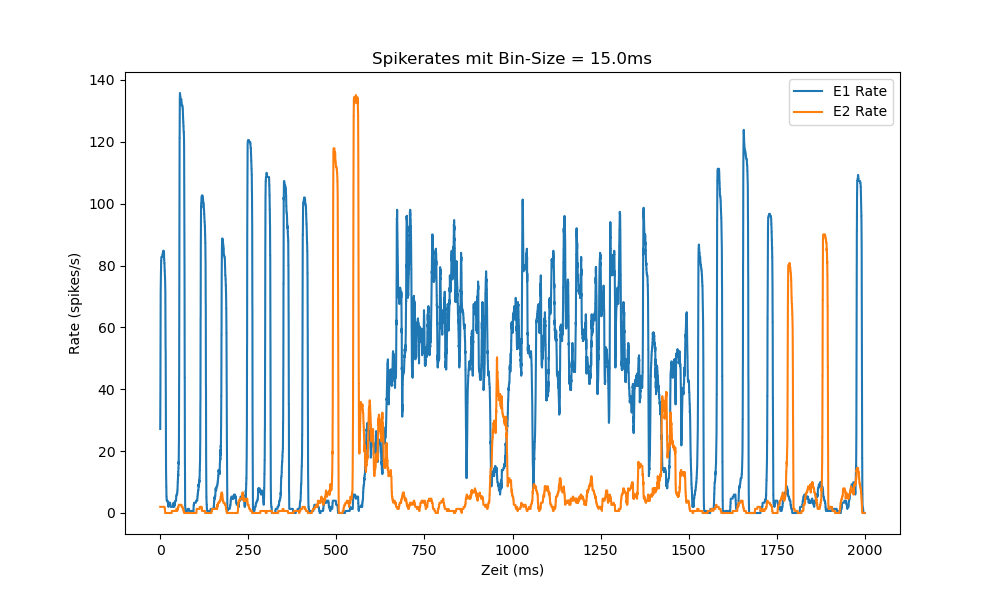 Spikerates mit Bin-Size = 15.0ms
E1 Rate
E2 Rate
140
120
100
80
60
40
20
0
Rate (spikes/s)
0 250 500 750 1000 1250 1500 1750 2000
Zeit (ms)